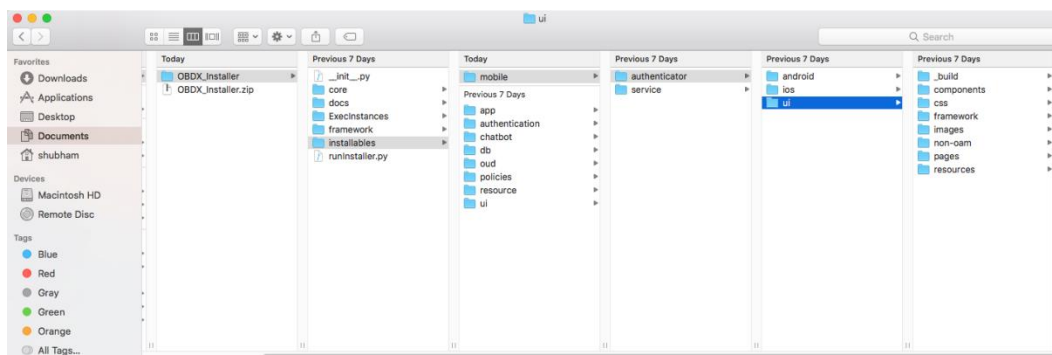 ui
Search
Favorites
Downloads
Applications
Desktop
Documents
shubham
Devices
Macintosh HD
Remote Disc
Tags
Blue
Red
Gray
Green
Orange
All Tags...
Today
OBDX_Installer
OBDX_Installer.zip
Previous 7 Days
__init__.py
core
docs
ExecInstances
framework
installables
runInstaller.py
Today
mobile
Previous 7 Days
app
authentication
chatbot
db
oud
policies
resource
ui
Previous 7 Days
authenticator
service
Previous 7 Days
android
ios
ui
Previous 7 Days
_build
components
css
framework
images
non-oam
pages
resources